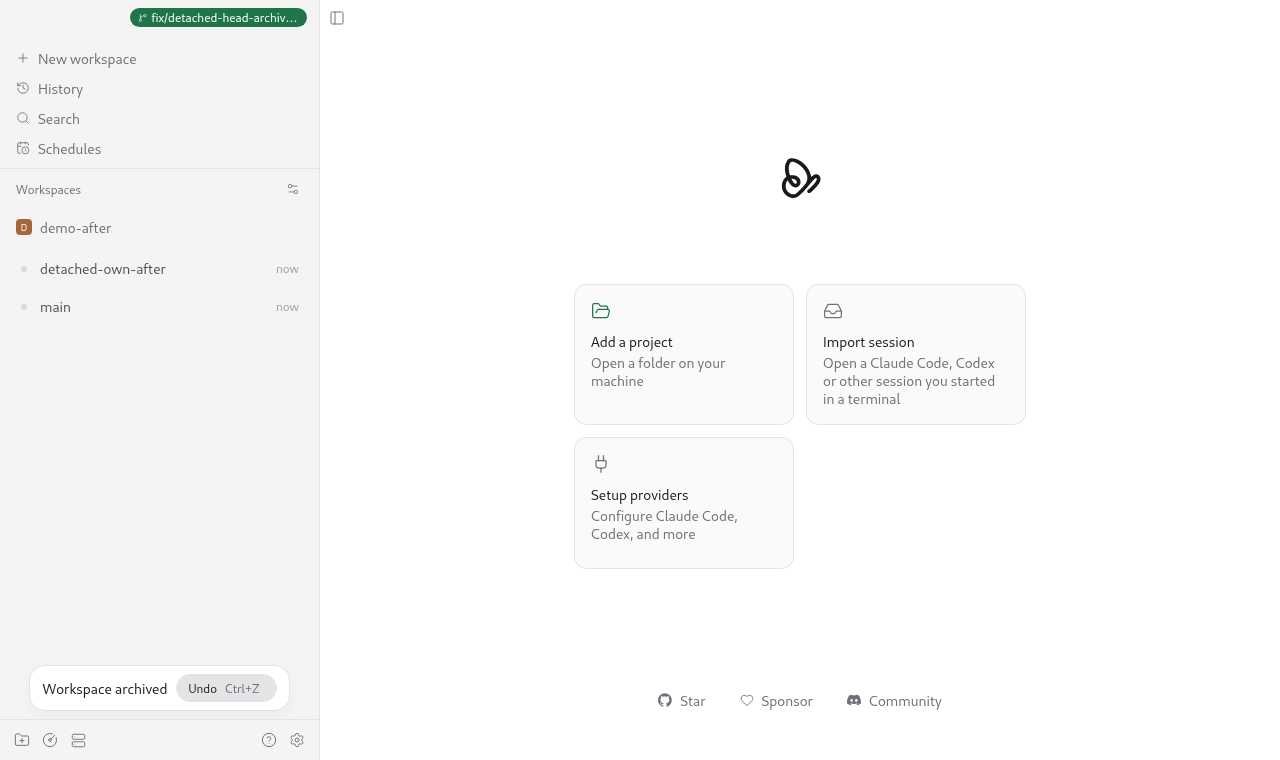 fix/detached-head-archiv...
New workspace
History
Search
Schedules
Workspaces
D demo-after
detached-own-after now
main now
Workspace archived Undo Ctrl+Z
Add a project
Open a folder on your
machine
Import session
Open a Claude Code, Codex
or other session you started
in a terminal
Setup providers
Configure Claude Code,
Codex, and more
Star Sponsor Community